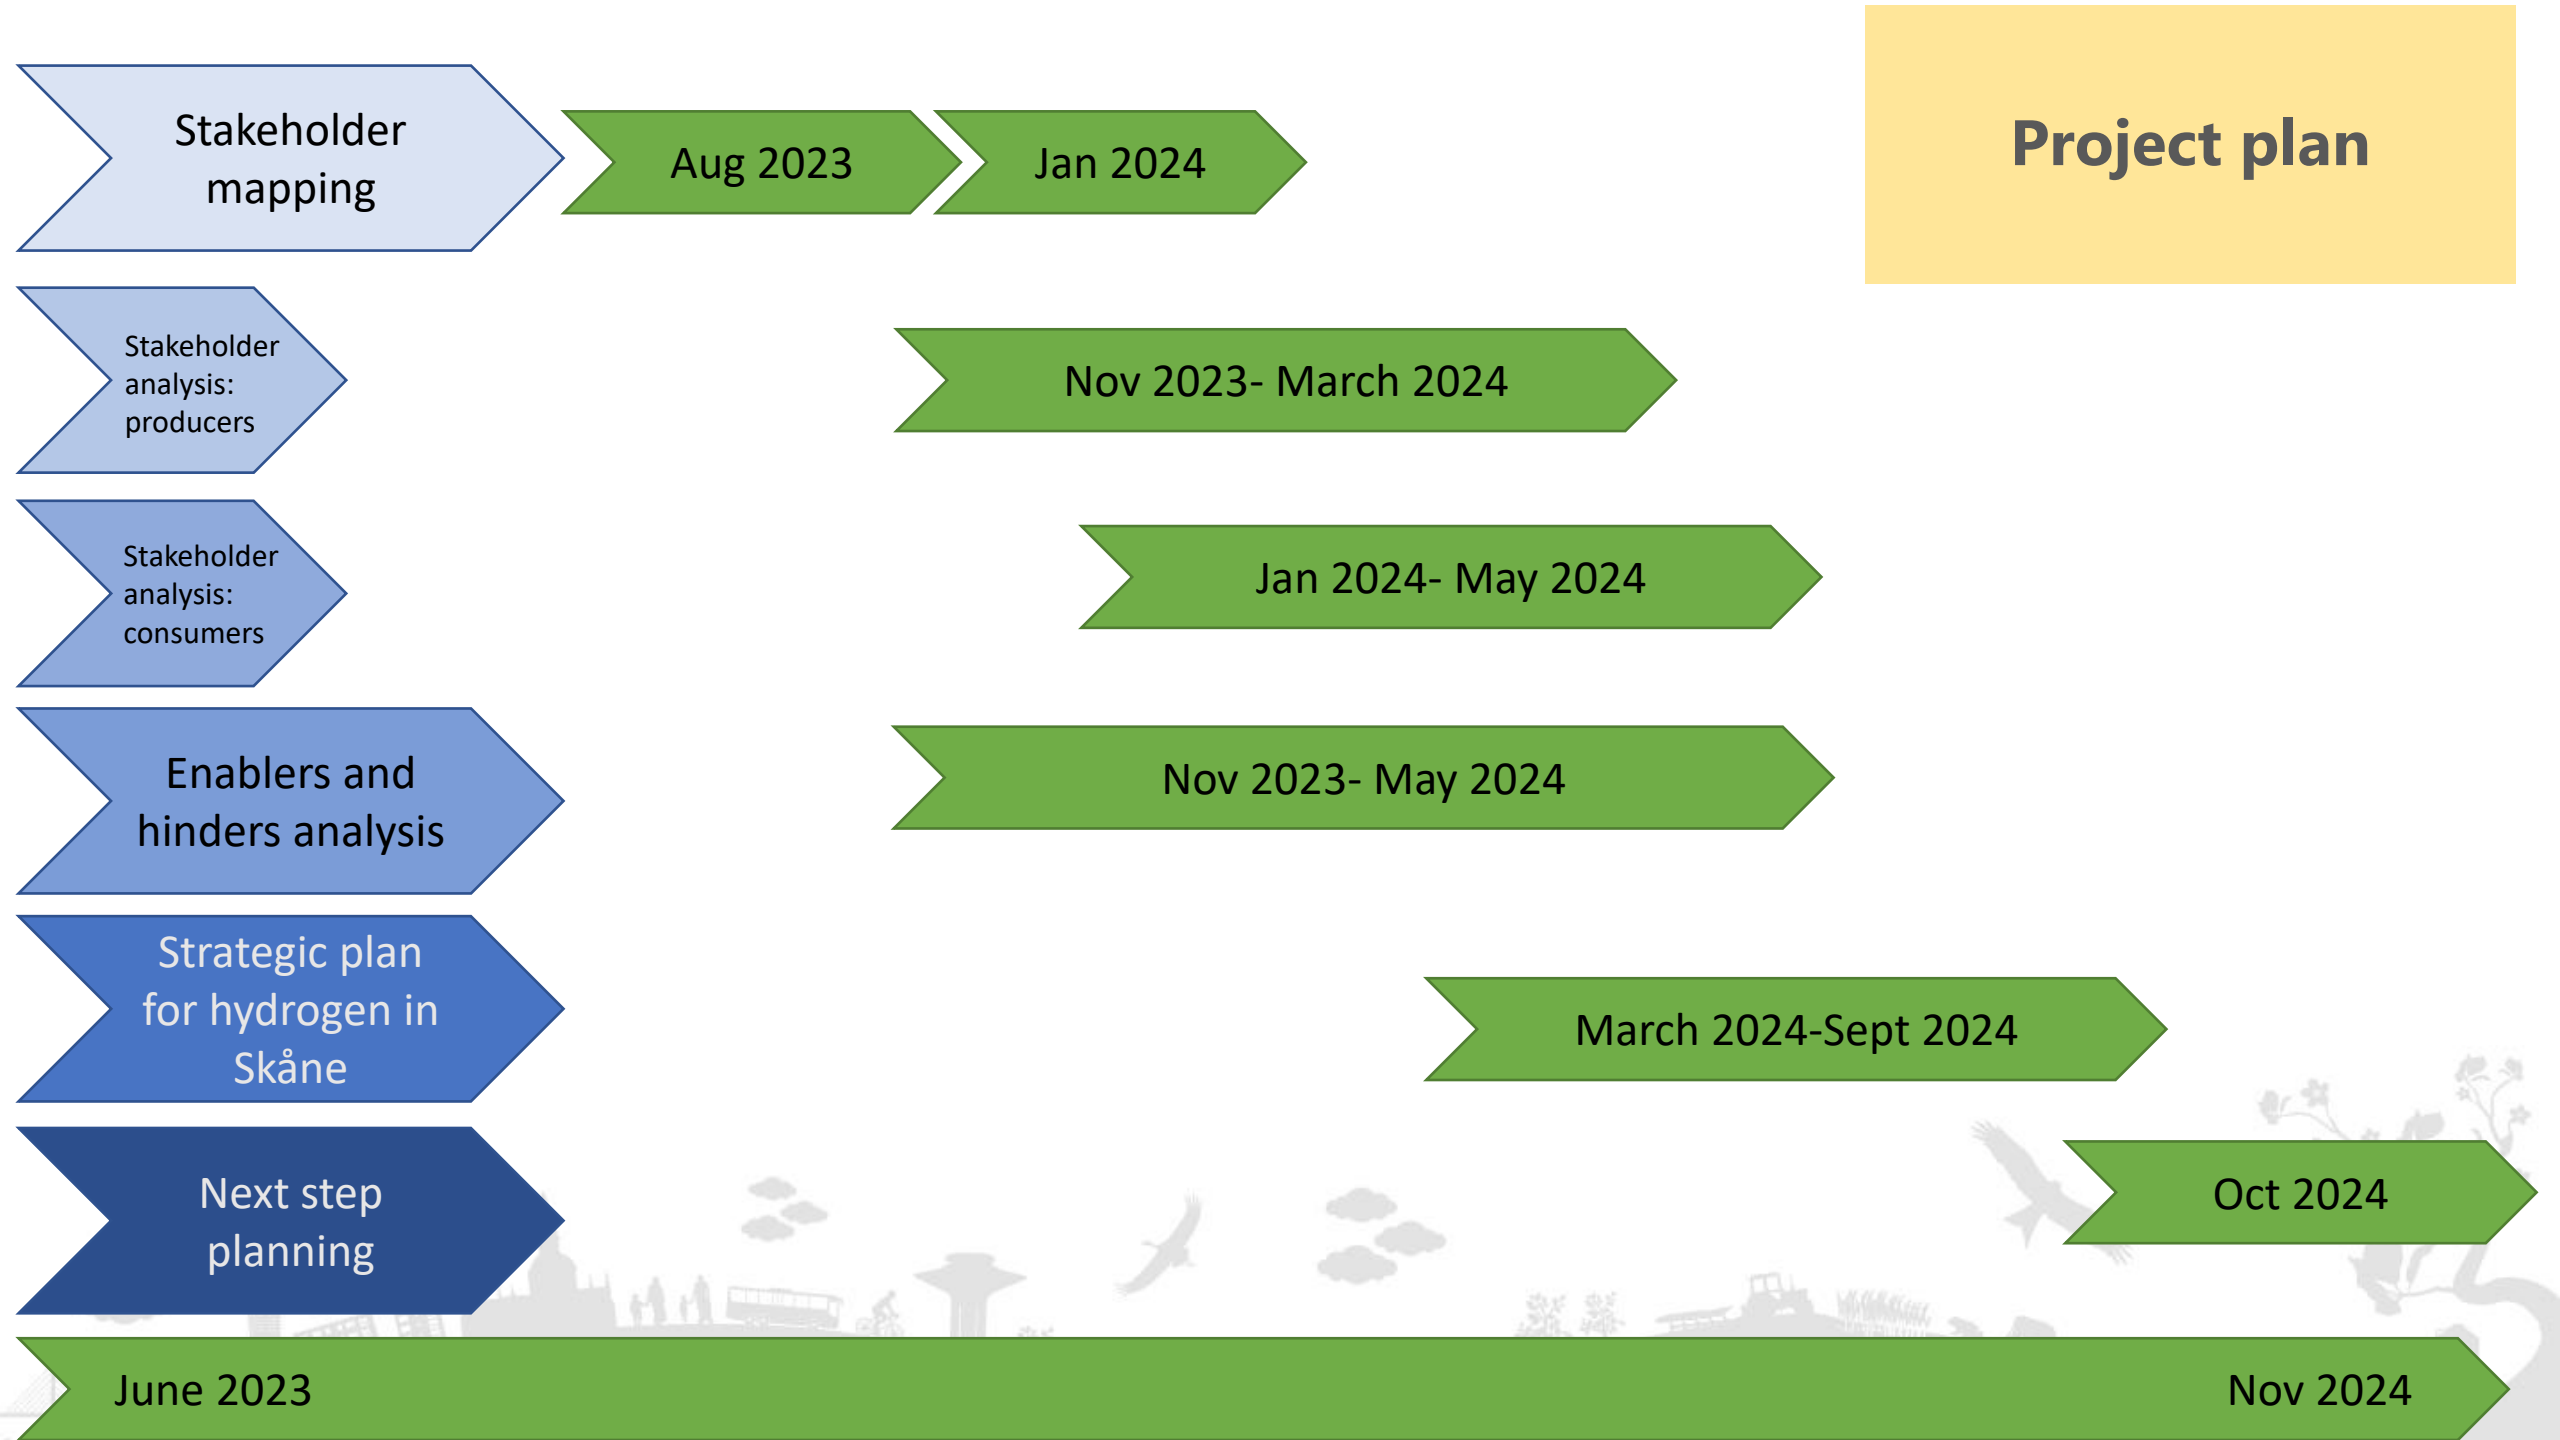 Project plan
Stakeholder
mapping
Aug 2023
Jan 2024
Stakeholder
analysis:
producers
Nov 2023- March 2024
Stakeholder
analysis:
consumers
Jan 2024- May 2024
Enablers and
hinders analysis
Nov 2023- May 2024
Strategic plan
for hydrogen in
Skåne
March 2024-Sept 2024
Next step
planning
Oct 2024
June 2023
Nov 2024